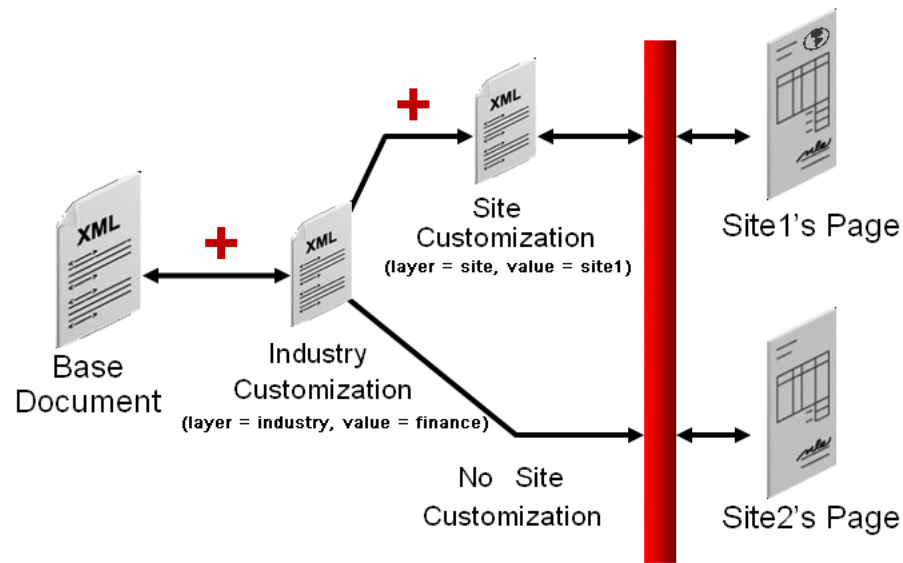 XML
Base
Document
XML
Industry
Customization
(layer = industry, value = finance)
XML
Site
Customization
(layer = site, value = site1)
No Site
Customization
Site1's Page
Site2's Page